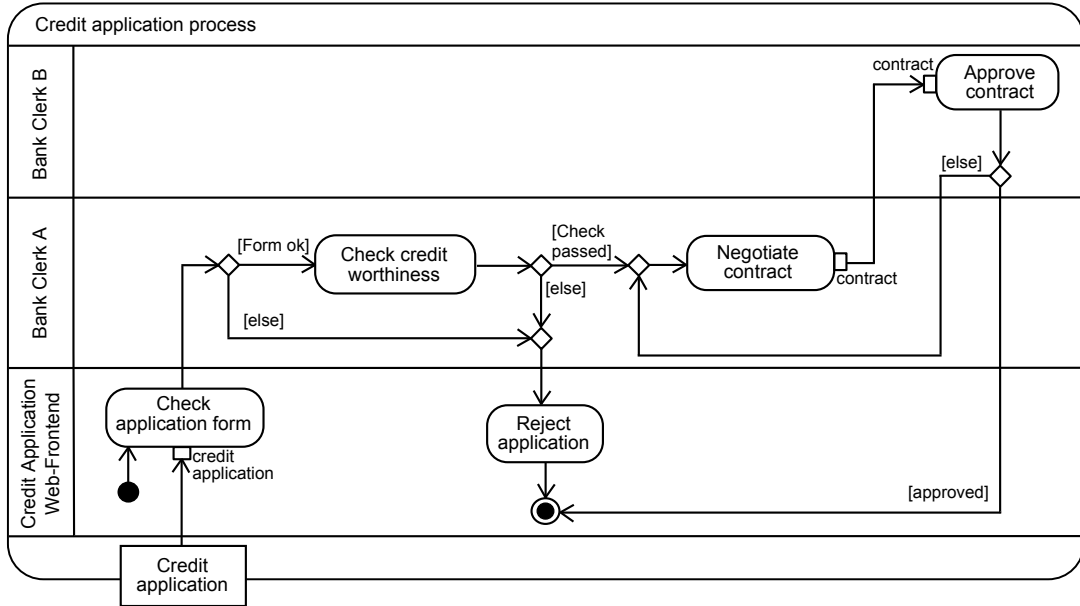 Credit application process
Bank Clerk B
contract
Approve
contract
[else]
Bank Clerk A
[Form ok]
Check credit
worthiness
[Check
passed]
Negotiate
contract
contract
[else]
[else]
Credit Application
Web-Frontend
Check
application form
credit
application
Reject
application
[approved]
Credit
application